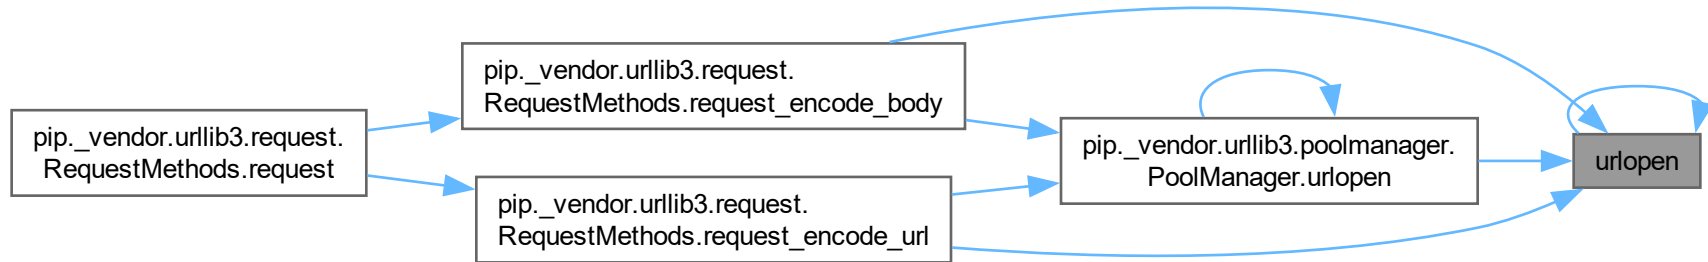 pip._vendor.urllib3.request.
RequestMethods.request
pip._vendor.urllib3.request.
RequestMethods.request_encode_body
pip._vendor.urllib3.request.
RequestMethods.request_encode_url
pip._vendor.urllib3.poolmanager.
PoolManager.urlopen
urlopen